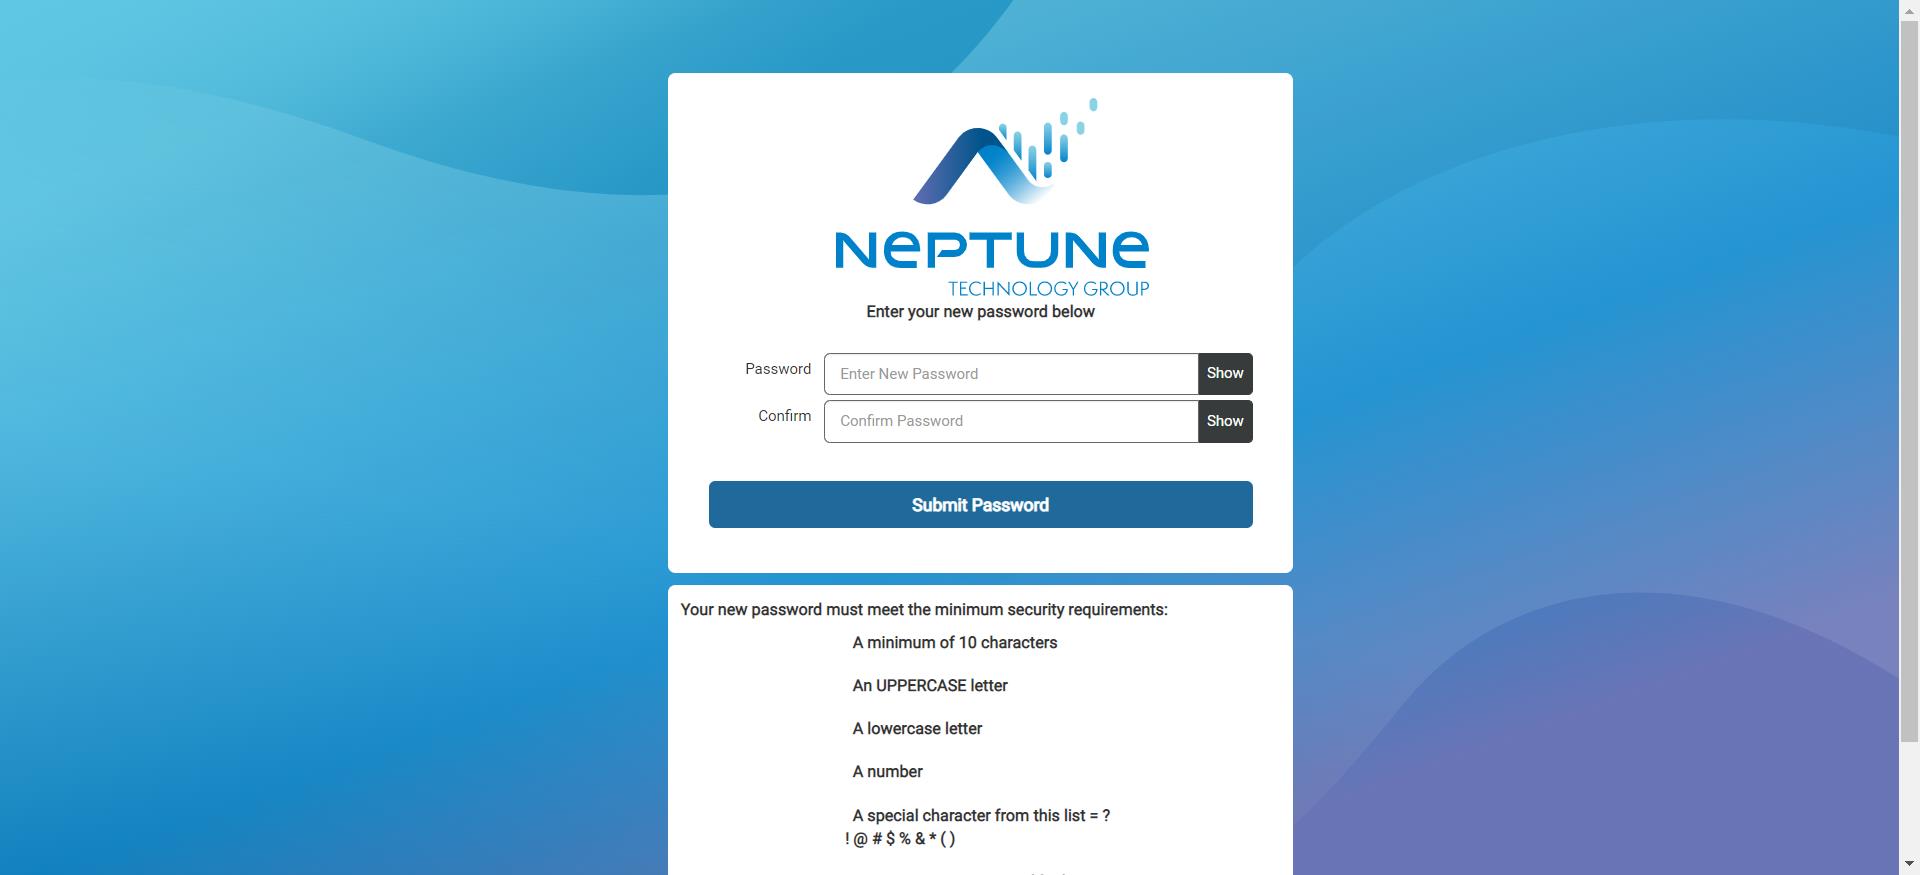 NEPTUNE
TECHNOLOGY GROUP
Enter your new password below
Password
Enter New Password
Show
Confirm
Confirm Password
Show
Submit Password
Your new password must meet the minimum security requirements:
A minimum of 10 characters
An UPPERCASE letter
A lowercase letter
A number
A special character from this list = ?
! @ # $ % & * ( )